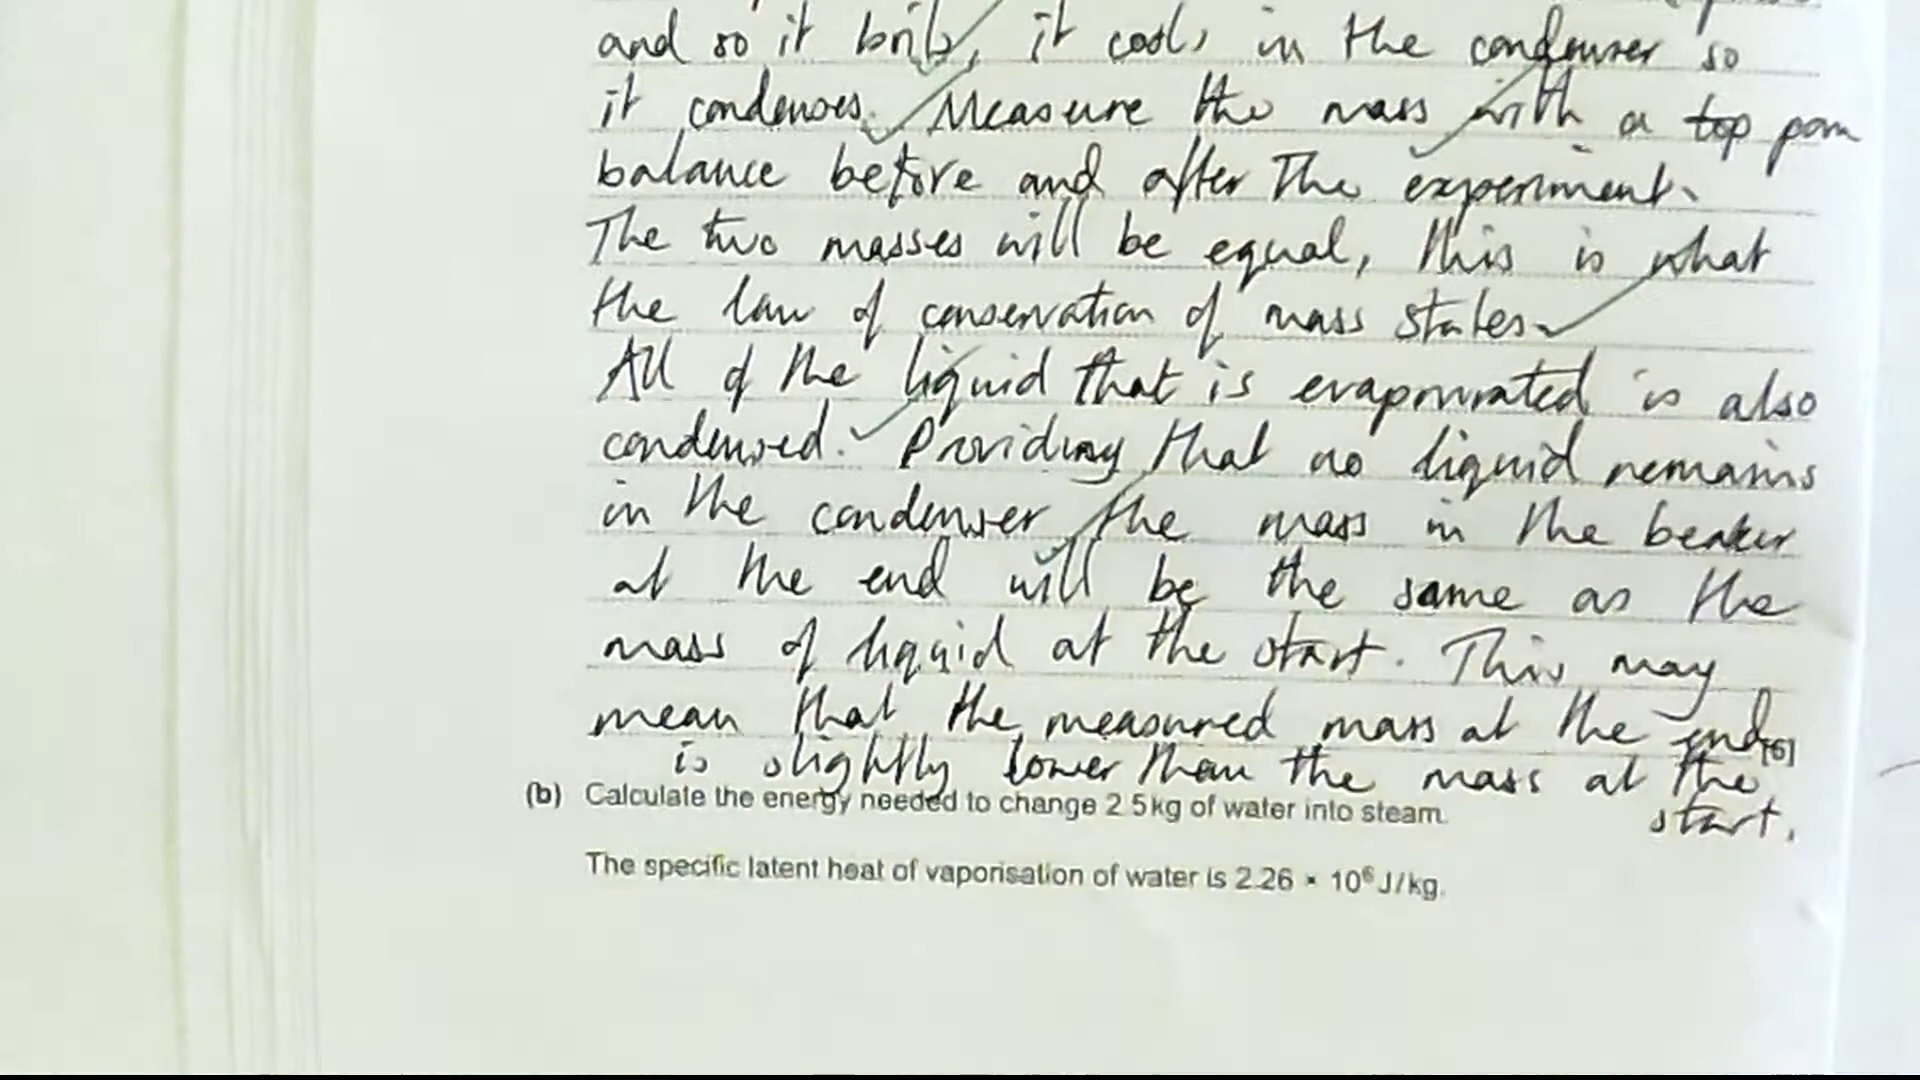 and so it boils, it cools in the condenser so
it condenses. Measure the mass with a top pan
balance before and after the experiment.
The two masses will be equal, this is what
the law of conservation of mass states.
All of the liquid that is evaporated is also
condensed. Providing that no liquid remains
in the condenser the mass in the beaker
at the end will be the same as the
mass of liquid at the start. This may
mean that the measured mass at the end
[6]
is slightly lower than the mass at the
start.
(b) Calculate the energy needed to change 2.5kg of water into steam.
The specific latent heat of vaporisation of water is 2.26 × 10⁶ J/kg.